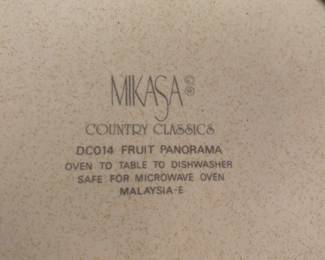 MIKASA © ®
COUNTRY CLASSICS
DC014 FRUIT PANORAMA
OVEN TO TABLE TO DISHWASHER
SAFE FOR MICROWAVE OVEN
MALAYSIA-E